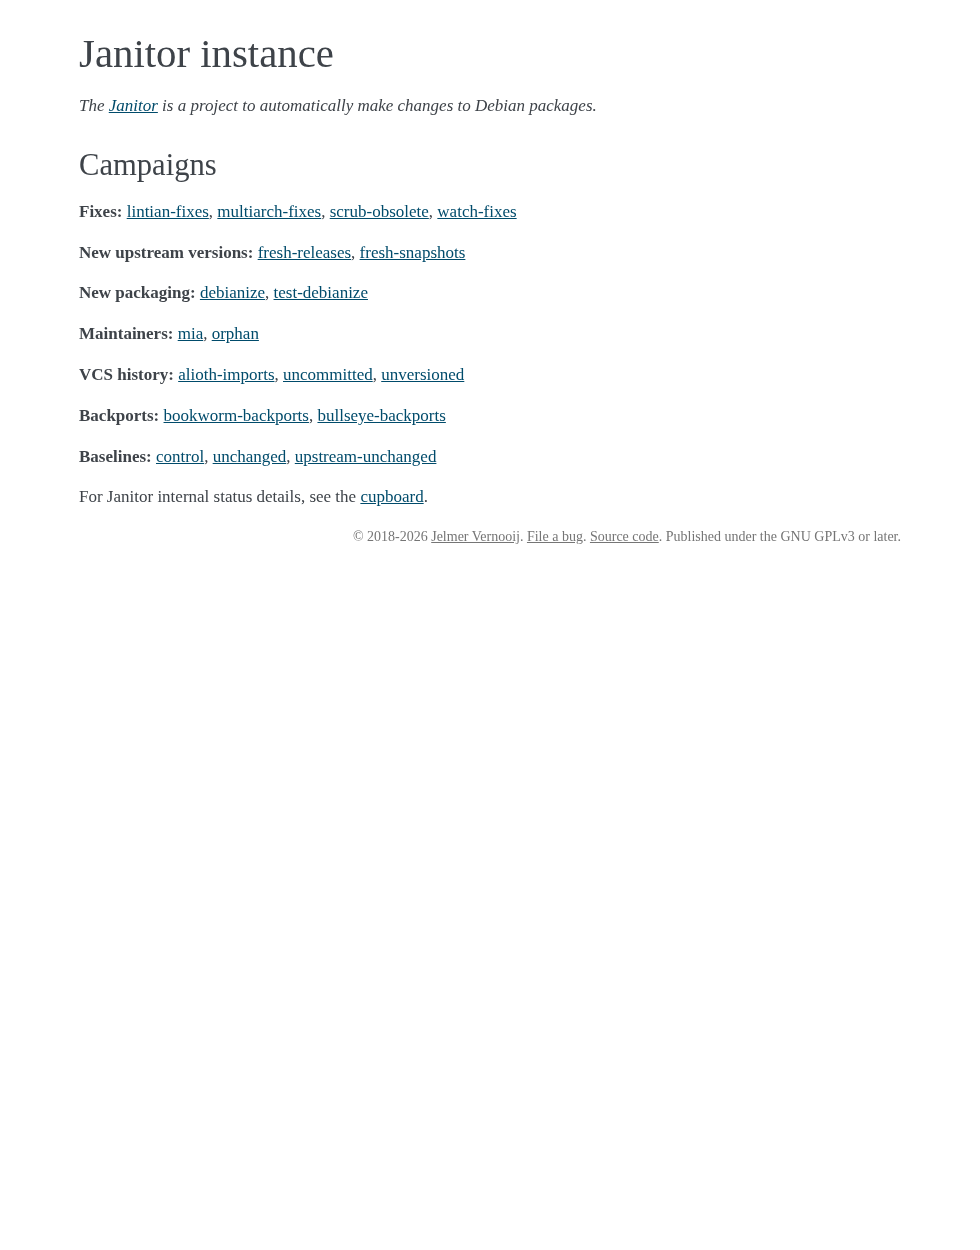 Janitor instance
The Janitor is a project to automatically make changes to Debian packages.
Campaigns
Fixes: lintian-fixes, multiarch-fixes, scrub-obsolete, watch-fixes
New upstream versions: fresh-releases, fresh-snapshots
New packaging: debianize, test-debianize
Maintainers: mia, orphan
VCS history: alioth-imports, uncommitted, unversioned
Backports: bookworm-backports, bullseye-backports
Baselines: control, unchanged, upstream-unchanged
For Janitor internal status details, see the cupboard.
© 2018-2026 Jelmer Vernooij. File a bug. Source code. Published under the GNU GPLv3 or later.